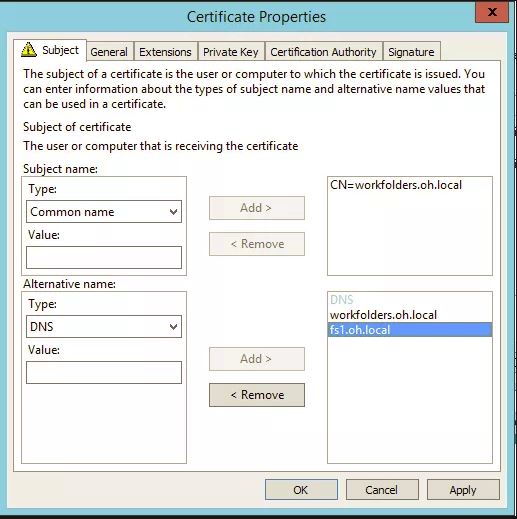 Certificate Properties
x
Subject General Extensions Private Key Certification Authority Signature
The subject of a certificate is the user or computer to which the certificate is issued. You
can enter information about the types of subject name and alternative name values that
can be used in a certificate.
Subject of certificate
The user or computer that is receiving the certificate
Subject name:
Type:
Common name
Value:
Add >
< Remove
CN=workfolders.oh.local
Alternative name:
Type:
DNS
Value:
Add >
< Remove
DNS
workfolders.oh.local
fs1.oh.local
OK Cancel Apply